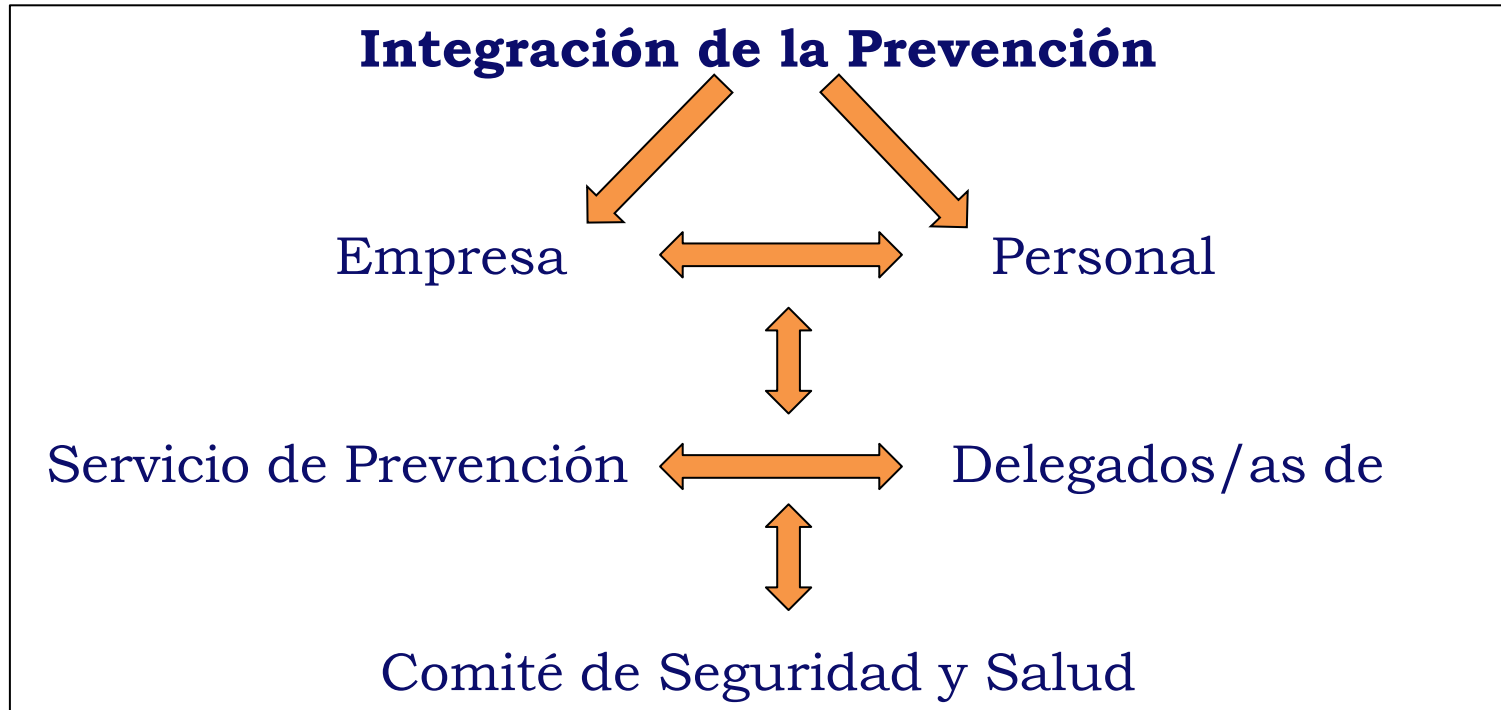 Integración de la Prevención
Empresa Personal
Servicio de Prevención Delegados/as de
Comité de Seguridad y Salud